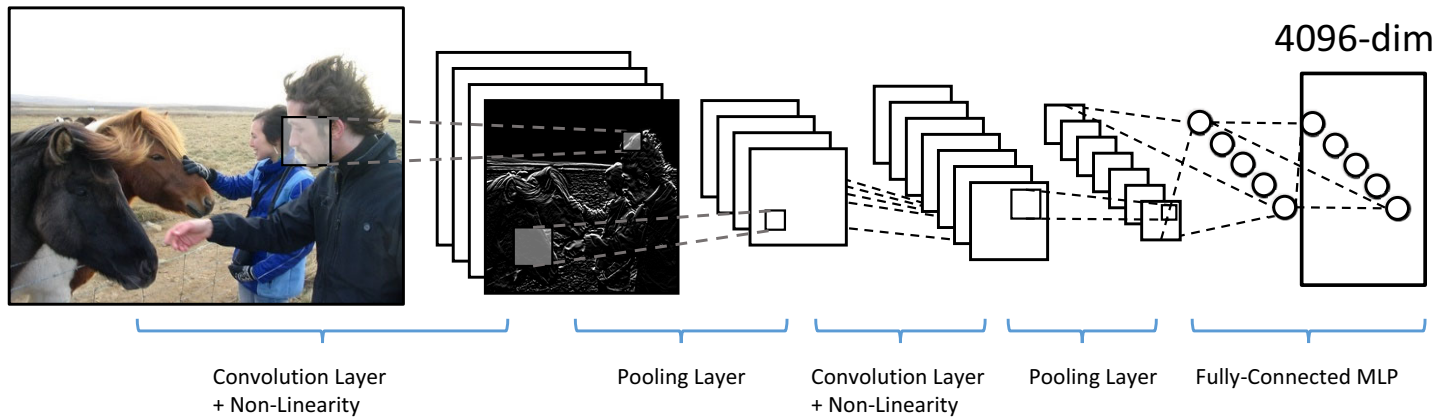 4096-dim
Convolution Layer
+ Non-Linearity
Pooling Layer
Convolution Layer
+ Non-Linearity
Pooling Layer
Fully-Connected MLP